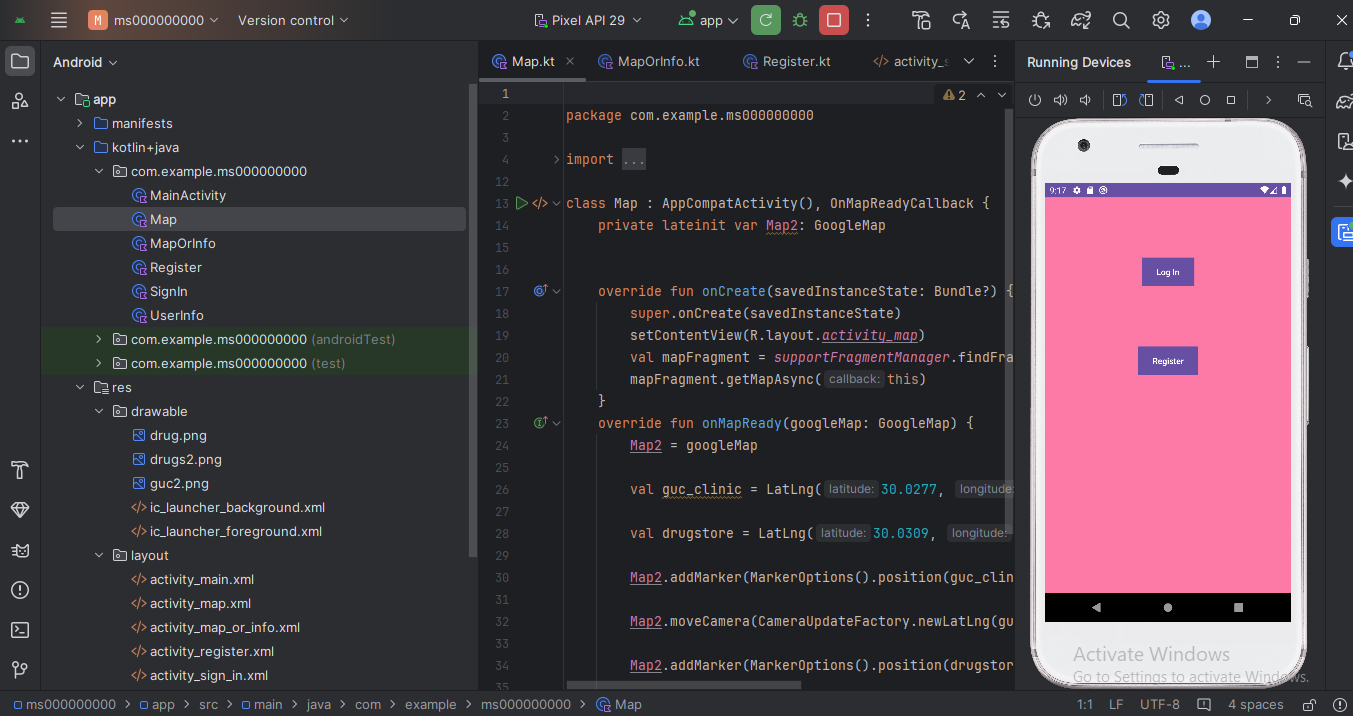 M ms000000000 Version control Pixel API 29 app
Android
Map.kt MapOrInfo.kt Register.kt activity_s
Running Devices ...
app
manifests
kotlin+java
com.example.ms000000000
MainActivity
Map
MapOrInfo
Register
SignIn
UserInfo
com.example.ms000000000 (androidTest)
com.example.ms000000000 (test)
res
drawable
drug.png
drugs2.png
guc2.png
ic_launcher_background.xml
ic_launcher_foreground.xml
layout
activity_main.xml
activity_map.xml
activity_map_or_info.xml
activity_register.xml
activity_sign_in.xml
1 2
2 package com.example.ms000000000
3
4 import ...
12
13 class Map : AppCompatActivity(), OnMapReadyCallback {
14 private lateinit var Map2: GoogleMap
15
16
17 override fun onCreate(savedInstanceState: Bundle?) {
18 super.onCreate(savedInstanceState)
19 setContentView(R.layout.activity_map)
20 val mapFragment = supportFragmentManager.findFra
21 mapFragment.getMapAsync( callback: this)
22 }
23 override fun onMapReady(googleMap: GoogleMap) {
24 Map2 = googleMap
25
26 val guc_clinic = LatLng( latitude: 30.0277, longitude:
27
28 val drugstore = LatLng( latitude: 30.0309, longitude:
29
30 Map2.addMarker(MarkerOptions().position(guc_clin
31
32 Map2.moveCamera(CameraUpdateFactory.newLatLng(gu
33
34 Map2.addMarker(MarkerOptions().position(drugstor
35
9:17
Log In
Register
Activate Windows
Go to Settings to activate Windows.
ms000000000 app src main java com example ms000000000 Map
1:1 LF UTF-8 4 spaces